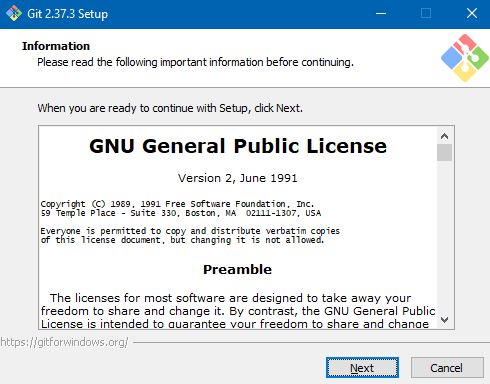 Git 2.37.3 Setup
Information
Please read the following important information before continuing.
When you are ready to continue with Setup, click Next.
GNU General Public License
Version 2, June 1991
Copyright (C) 1989, 1991 Free Software Foundation, Inc.
59 Temple Place - Suite 330, Boston, MA  02111-1307, USA
Everyone is permitted to copy and distribute verbatim copies
of this license document, but changing it is not allowed.
Preamble
The licenses for most software are designed to take away your
freedom to share and change it. By contrast, the GNU General Public
License is intended to guarantee your freedom to share and change
https://gitforwindows.org/
Next
Cancel